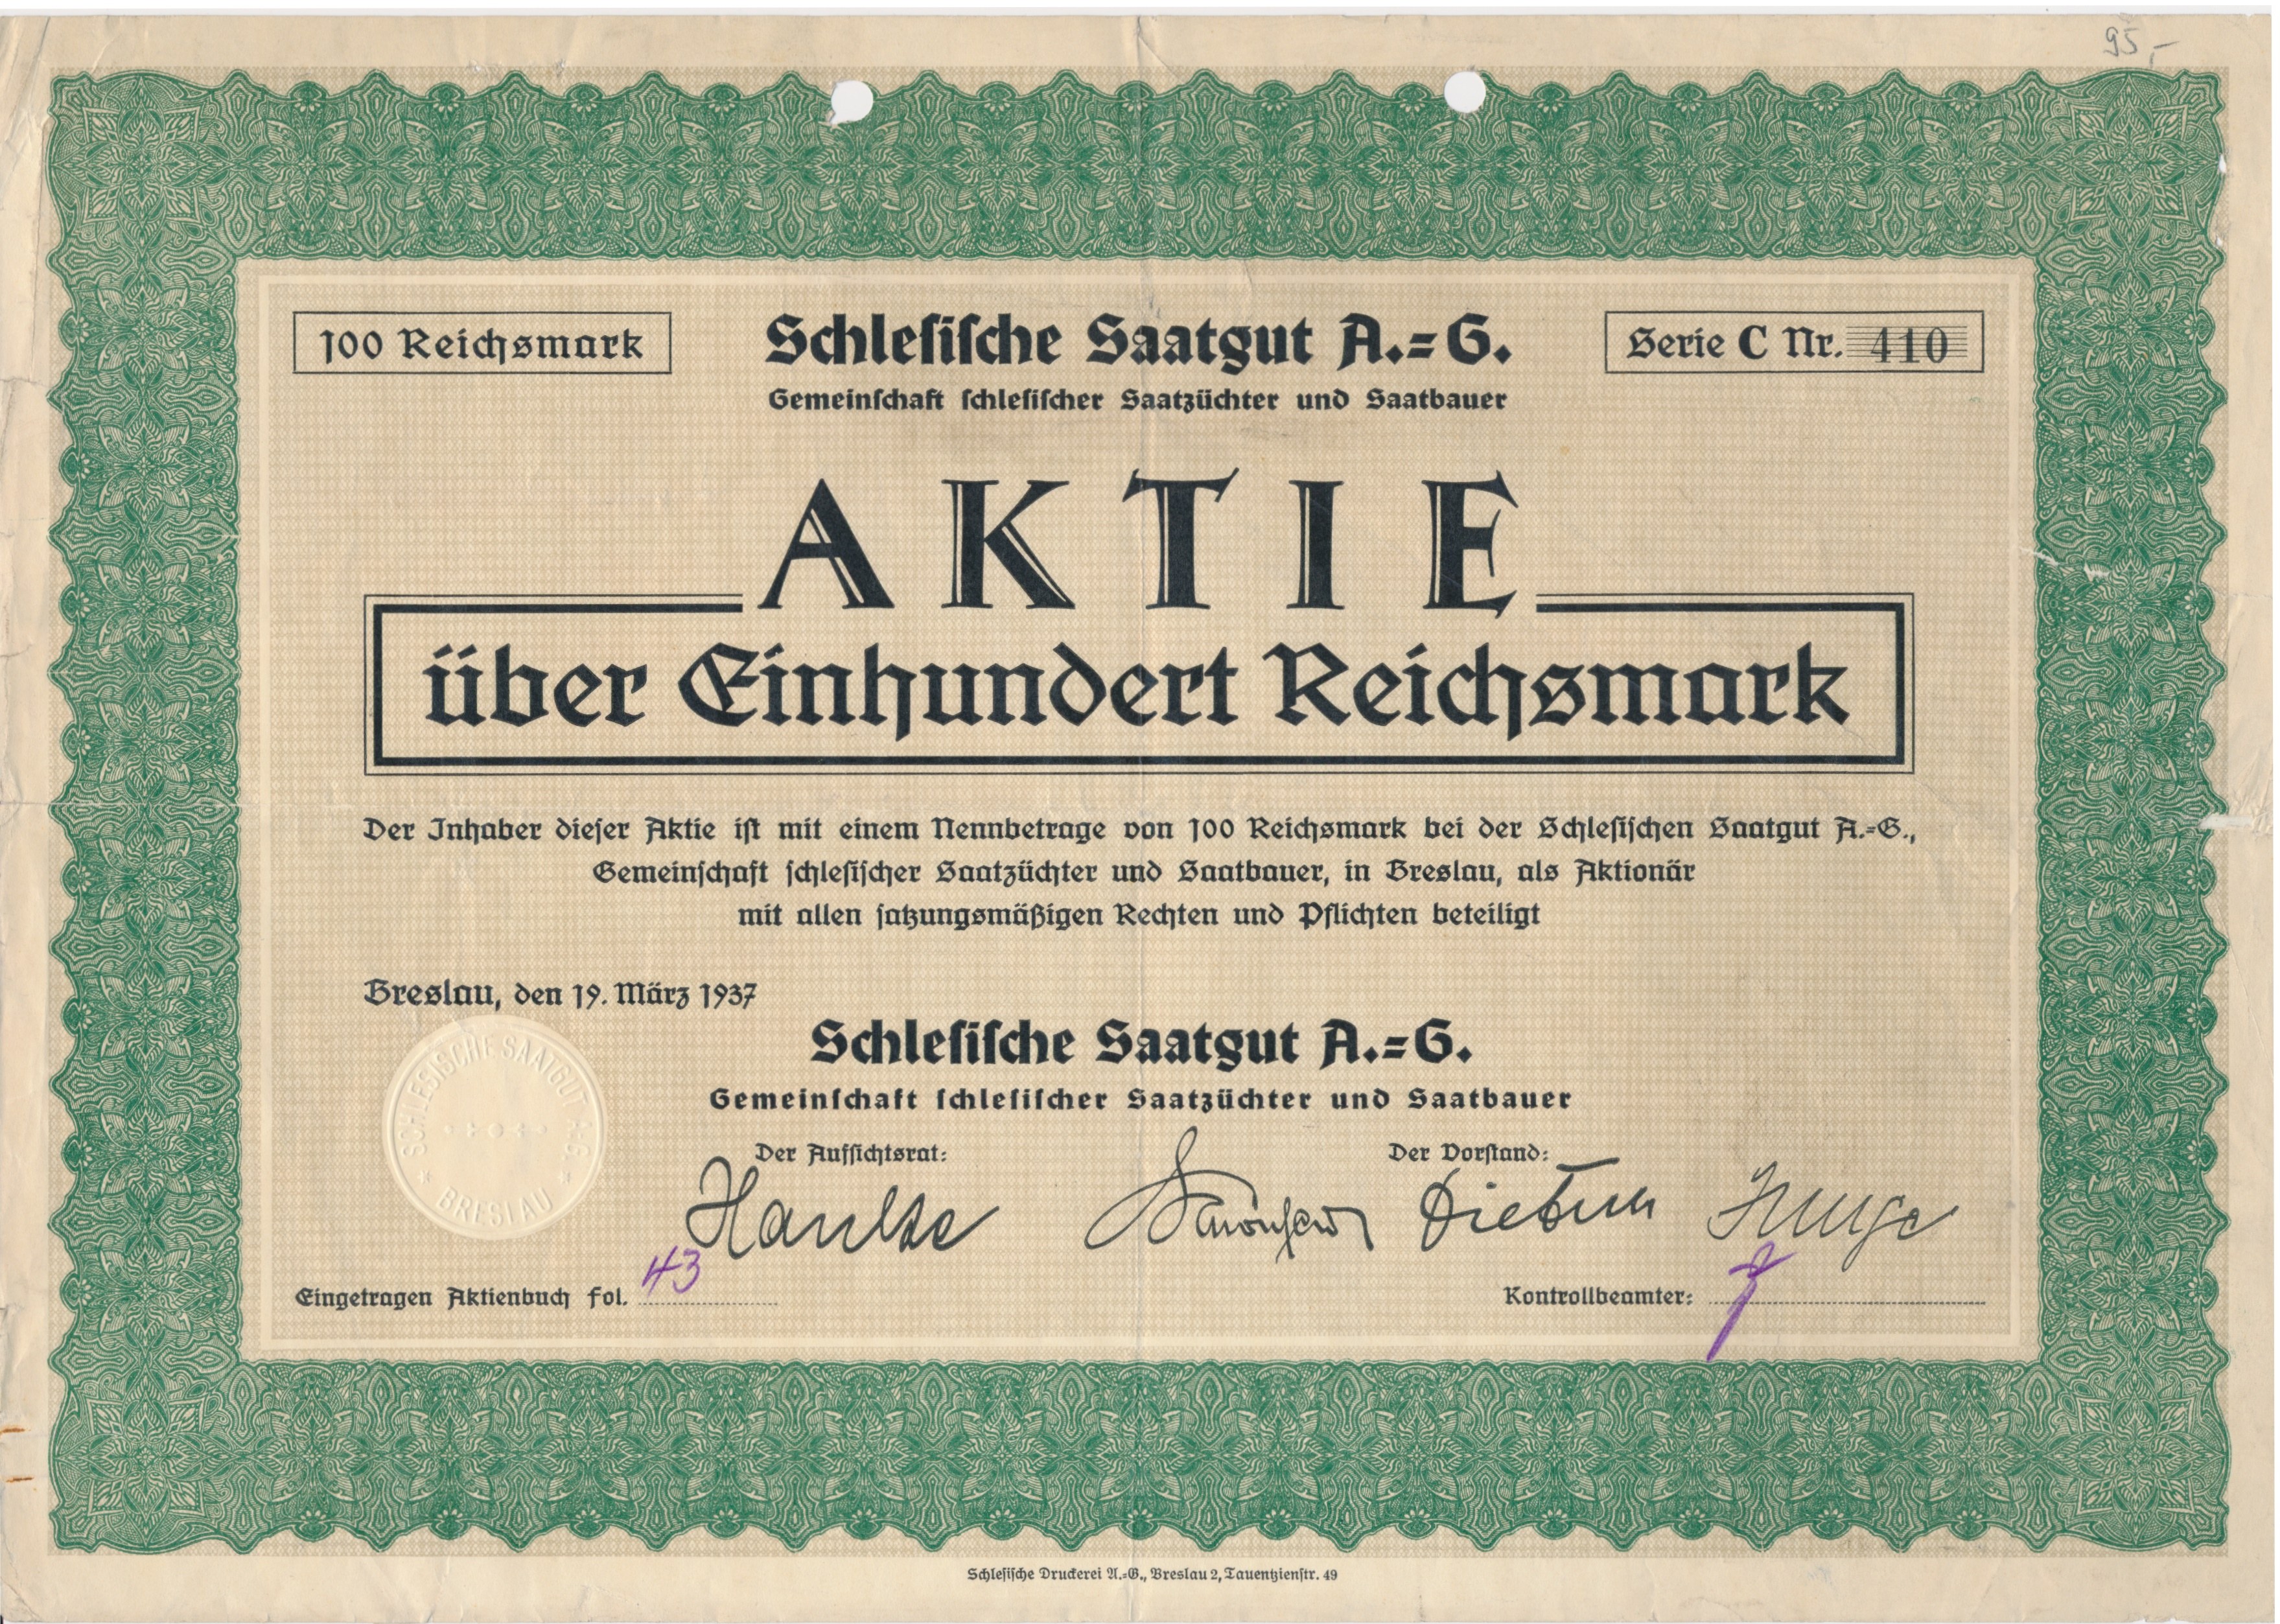 95,-
100 Reichsmark
Schleſiſche Saatgut A.=G.
Serie C Nr. 410
Gemeinſchaft ſchleſiſcher Saatzüchter und Saatbauer
AKTIE
über Einhundert Reichsmark
Der Inhaber dieſer Aktie iſt mit einem Nennbetrage von 100 Reichsmark bei der Schleſiſchen Saatgut A.=G.,
Gemeinſchaft ſchleſiſcher Saatzüchter und Saatbauer, in Breslau, als Aktionär
mit allen ſatzungsmäßigen Rechten und Pflichten beteiligt
Breslau, den 19. März 1937
Schleſiſche Saatgut A.=G.
Gemeinſchaft ſchleſiſcher Saatzüchter und Saatbauer
SCHLESISCHE SAATGUT A-G.
* BRESLAU *
Der Aufſichtsrat:
Der Vorſtand:
Eingetragen Aktienbuch Fol. 43
Kontrollbeamter:
Schleſiſche Druckerei A.=G., Breslau 2, Tauentzienſtr. 49